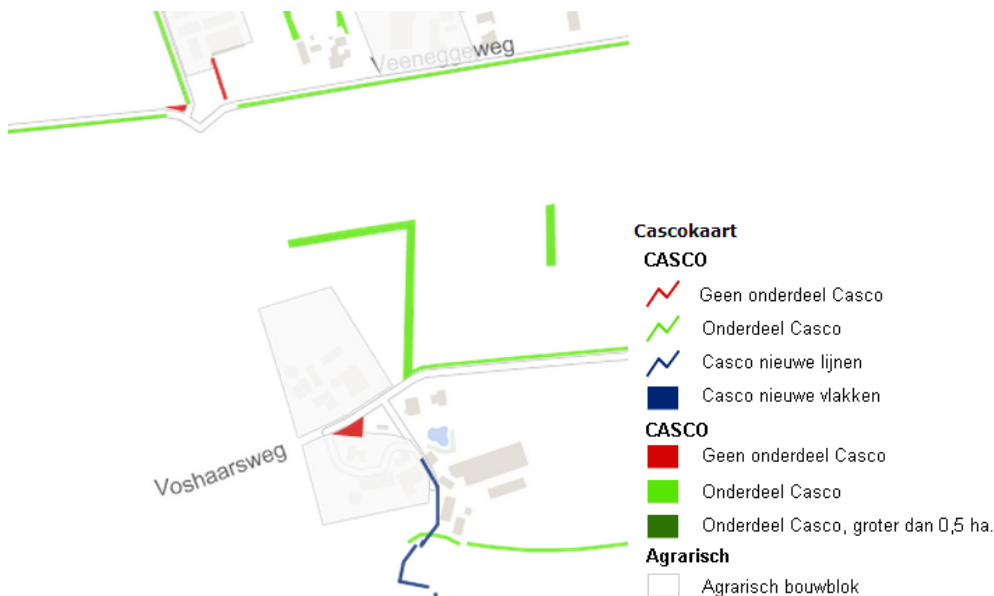 Veeneggeweg
Voshaarsweg
Cascokaart
CASCO
Geen onderdeel Casco
Onderdeel Casco
Casco nieuwe lijnen
Casco nieuwe vlakken
CASCO
Geen onderdeel Casco
Onderdeel Casco
Onderdeel Casco, groter dan 0,5 ha.
Agrarisch
Agrarisch bouwblok